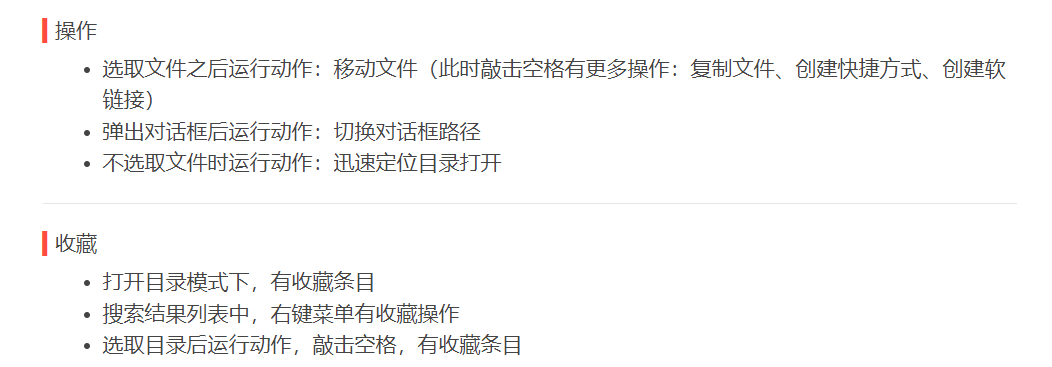 操作
选取文件之后运行动作：移动文件（此时敲击空格有更多操作：复制文件、创建快捷方式、创建软
链接）
弹出对话框后运行动作：切换对话框路径
不选取文件时运行动作：迅速定位目录打开
收藏
打开目录模式下，有收藏条目
搜索结果列表中，右键菜单有收藏操作
选取目录后运行动作，敲击空格，有收藏条目